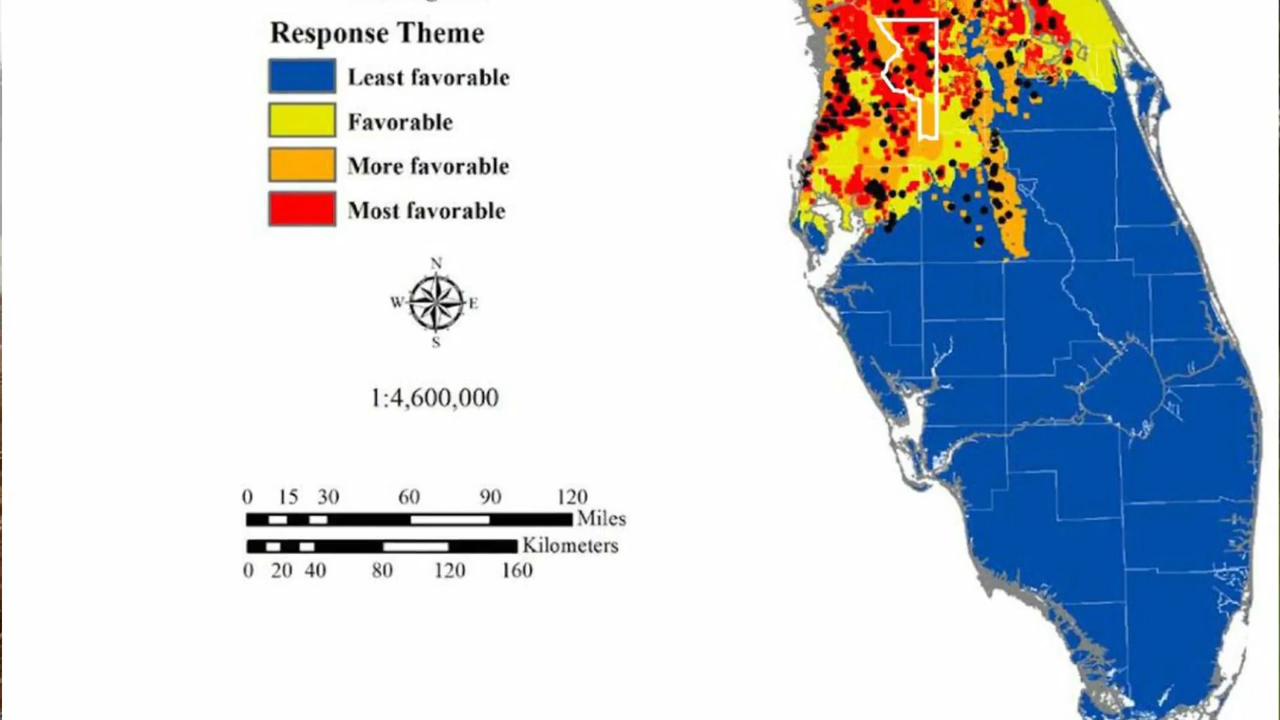 Response Theme
Least favorable
Favorable
More favorable
Most favorable
N
W E
S
1:4,600,000
0 15 30 60 90 120
Miles
Kilometers
0 20 40 80 120 160